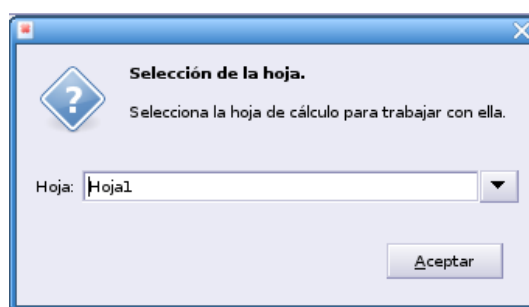 Selección de la hoja.
Selecciona la hoja de cálculo para trabajar con ella.
Hoja: Hoja1
Aceptar